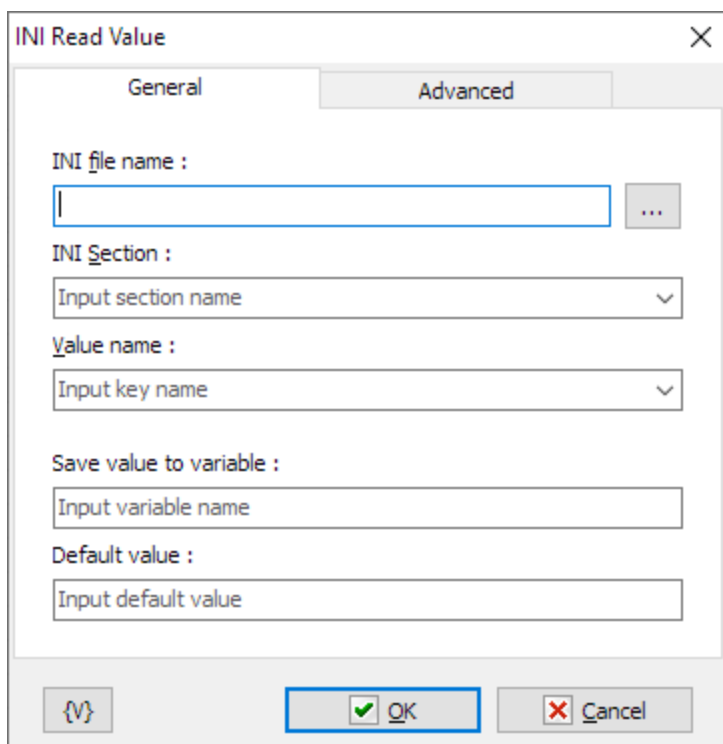 INI Read Value
General
Advanced
INI file name :
...
INI Section :
Input section name
Value name :
Input key name
Save value to variable :
Input variable name
Default value :
Input default value
{V}
OK
Cancel